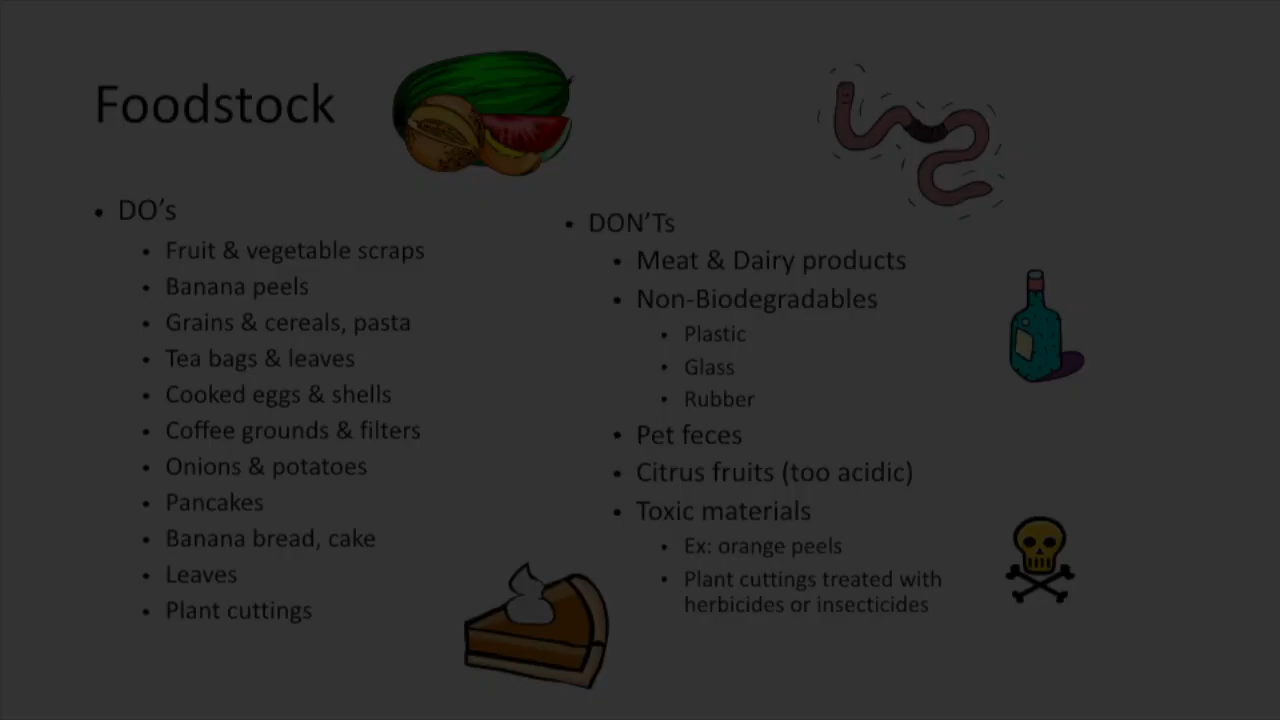 Foodstock
• DO's
• Fruit & vegetable scraps
• Banana peels
• Grains & cereals, pasta
• Tea bags & leaves
• Cooked eggs & shells
• Coffee grounds & filters
• Onions & potatoes
• Pancakes
• Banana bread, cake
• Leaves
• Plant cuttings
• DON'Ts
• Meat & Dairy products
• Non-Biodegradables
• Plastic
• Glass
• Rubber
• Pet feces
• Citrus fruits (too acidic)
• Toxic materials
• Ex: orange peels
• Plant cuttings treated with
herbicides or insecticides